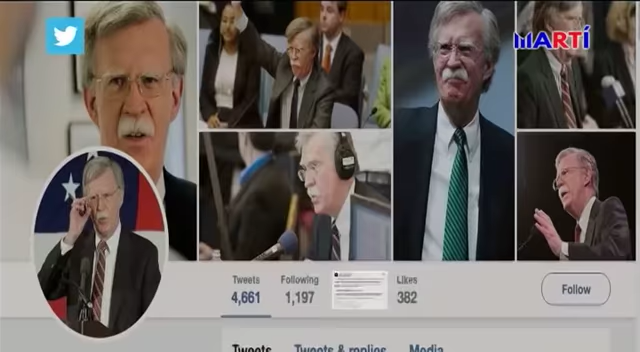 MARTÍ
Tweets Following Likes
4,661 1,197 382
Follow
Tweets Tweets & replies Media